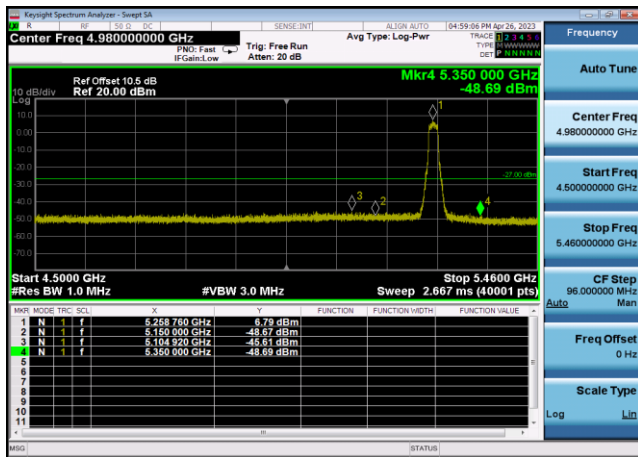 Keysight Spectrum Analyzer - Swept SA
R RF 50 Ω DC SENSE:INT ALIGN AUTO 04:59:06 PM Apr 26, 2023
Center Freq 4.980000000 GHz
PNO: Fast
IFGain:Low
Trig: Free Run
Atten: 20 dB
Avg Type: Log-Pwr
TRACE 1 2 3 4 5 6
TYPE M WWWWW
DET P N N N N N
Ref Offset 10.5 dB
10 dB/div Ref 20.00 dBm
Mkr4 5.350 000 GHz
-48.69 dBm
Log
10.0
0.00
-10.0
-20.0
-30.0
-40.0
-50.0
-60.0
-70.0
1
-27.00 dBm
3
2
4
Start 4.5000 GHz Stop 5.4600 GHz
#Res BW 1.0 MHz #VBW 3.0 MHz Sweep 2.667 ms (40001 pts)
MKR MODE TRC SCL X Y FUNCTION FUNCTION WIDTH FUNCTION VALUE
1 N 1 f 5.258 760 GHz 6.79 dBm
2 N 1 f 5.150 000 GHz -48.67 dBm
3 N 1 f 5.104 920 GHz -45.61 dBm
4 N 1 f 5.350 000 GHz -48.69 dBm
5
6
7
8
9
10
11
MSG STATUS
Frequency
Auto Tune
Center Freq
4.980000000 GHz
Start Freq
4.500000000 GHz
Stop Freq
5.460000000 GHz
CF Step
96.000000 MHz
Auto Man
Freq Offset
0 Hz
Scale Type
Log Lin